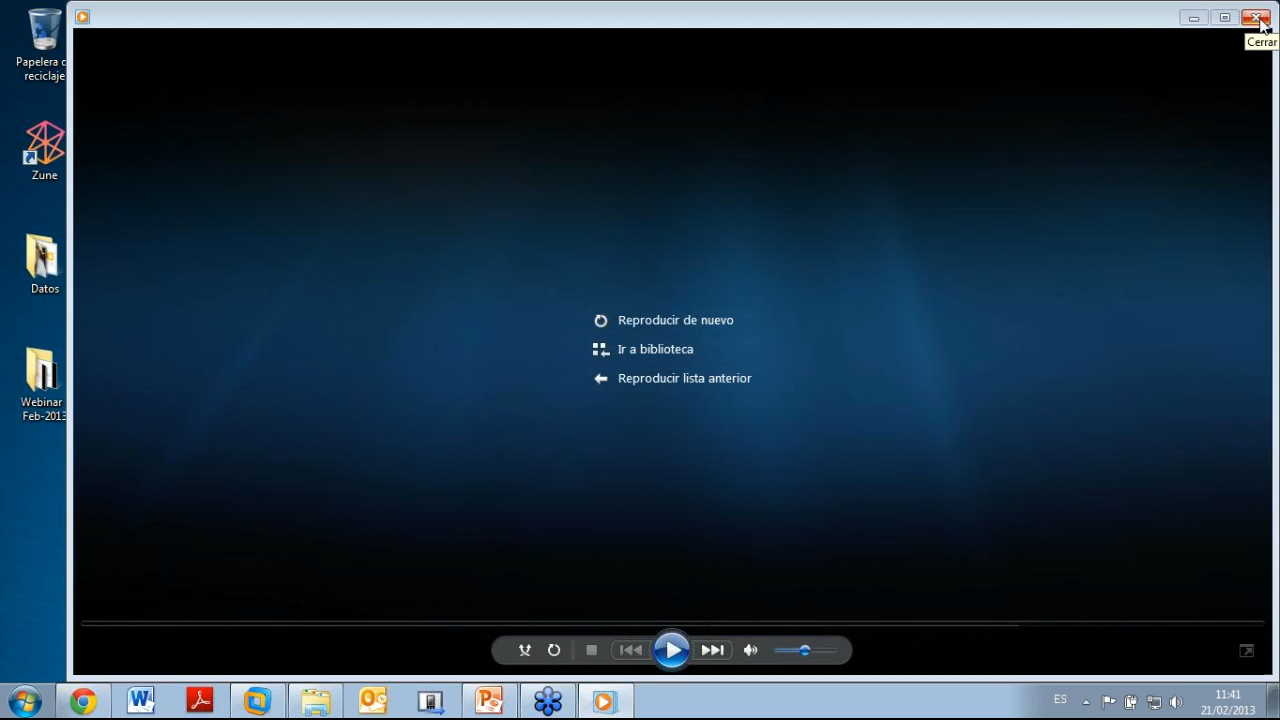 Cerrar
Papelera d
reciclaje
Zune
Datos
Webinar
Feb-2013
Reproducir de nuevo
Ir a biblioteca
Reproducir lista anterior
ES
11:41
21/02/2013